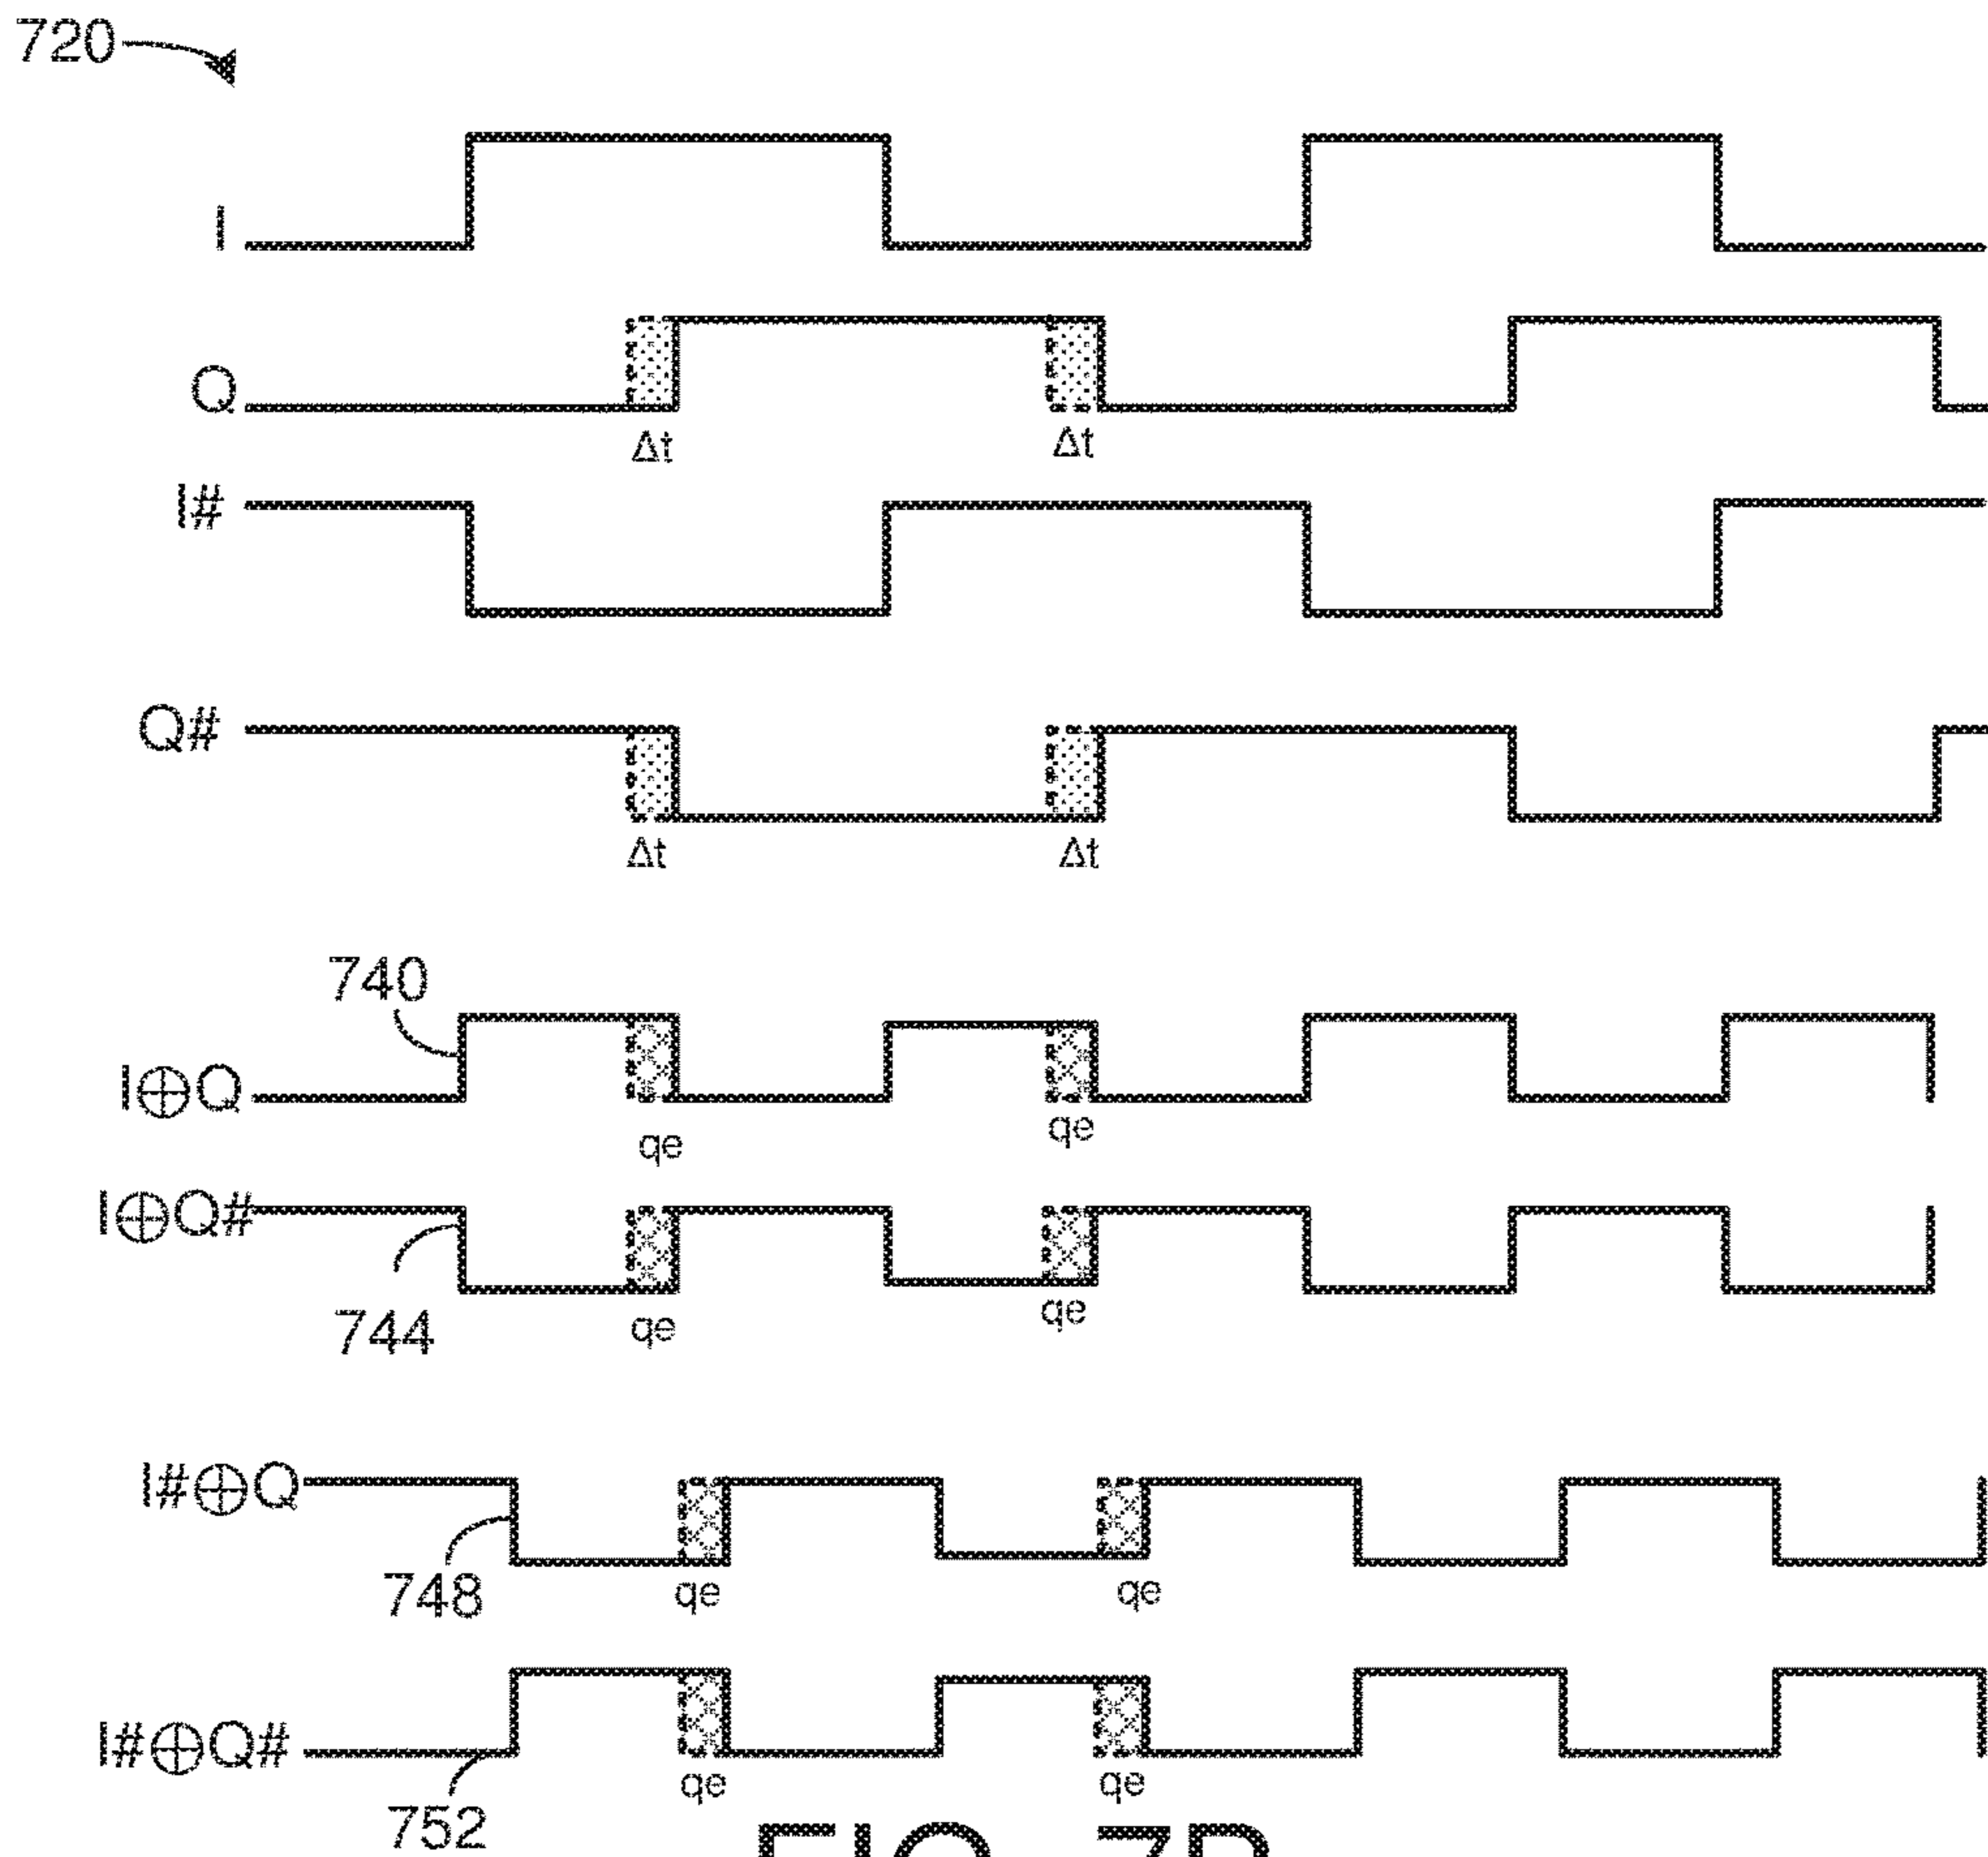 720
I
Q
Δt Δt
I#
Q#
Δt Δt
740
I⊕Q
qe qe
I⊕Q#
744 qe qe
I#⊕Q
748 qe qe
I#⊕Q#
qe qe
752